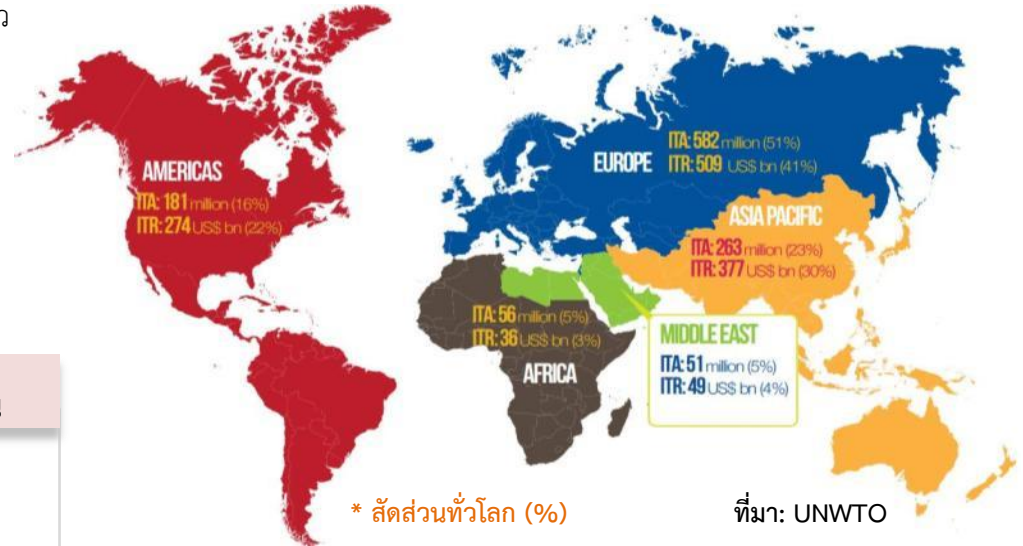 AMERICAS
ITA: 181 million (16%)
ITR: 274 US$ bn (22%)
EUROPE
ITA: 582 million (51%)
ITR: 509 US$ bn (41%)
ASIA PACIFIC
ITA: 263 million (23%)
ITR: 377 US$ bn (30%)
ITA: 56 million (5%)
ITR: 36 US$ bn (3%)
AFRICA
MIDDLE EAST
ITA: 51 million (5%)
ITR: 49 US$ bn (4%)
* สัดส่วนทั่วโลก (%)
ที่มา: UNWTO